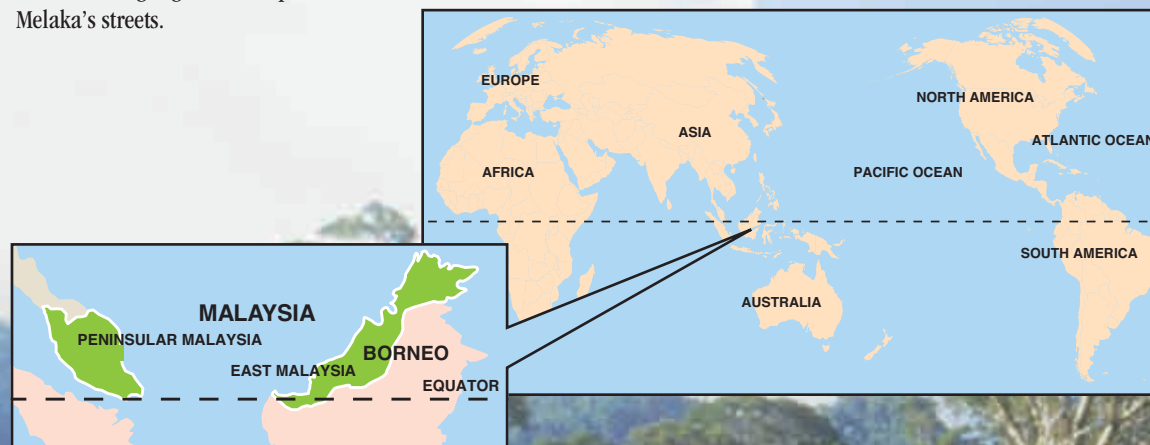 Melaka's streets.
EUROPE
NORTH AMERICA
ASIA
ATLANTIC OCEAN
AFRICA
PACIFIC OCEAN
SOUTH AMERICA
AUSTRALIA
MALAYSIA
PENINSULAR MALAYSIA
BORNEO
EAST MALAYSIA
EQUATOR